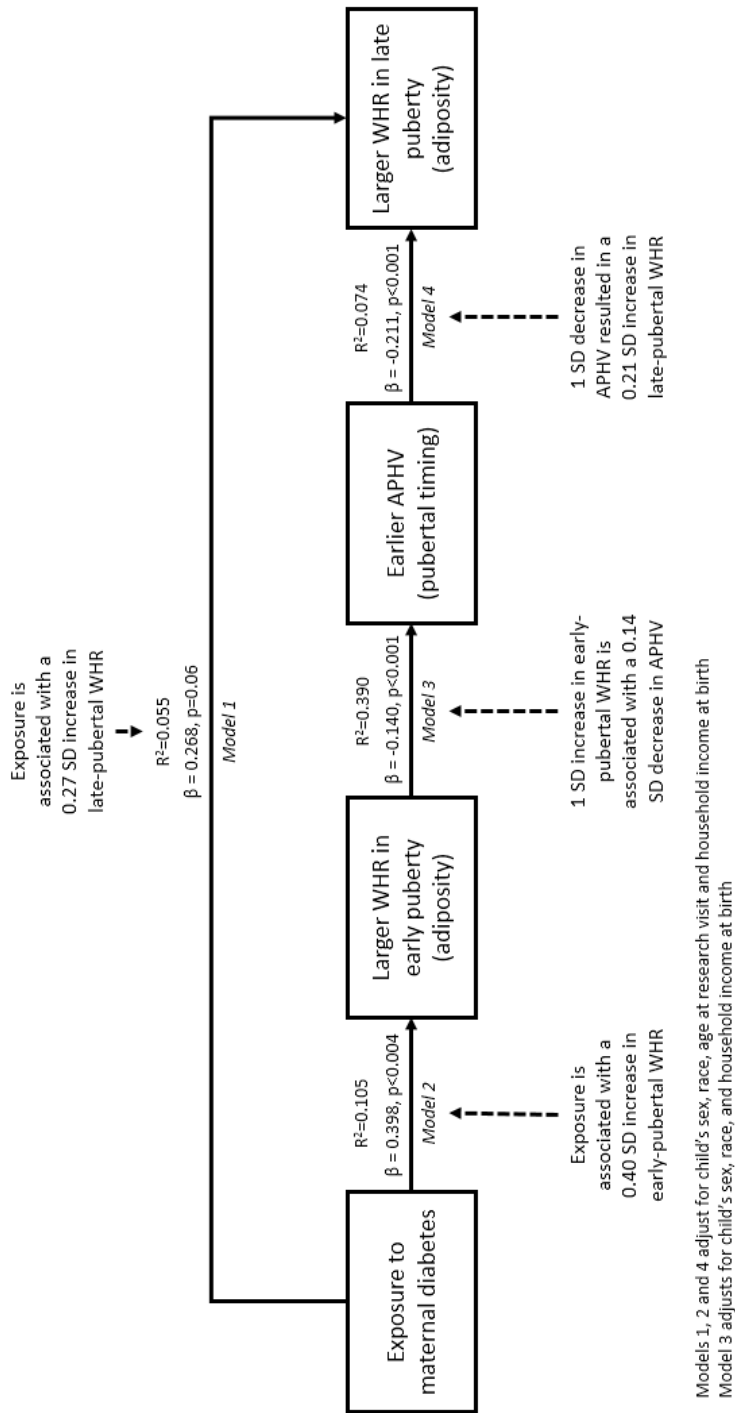 Exposure is
associated with a
0.27 SD increase in
late-pubertal WHR
R²=0.055
β = 0.268, p=0.06
Model 1
Exposure to
maternal diabetes
R²=0.105
β = 0.398, p<0.004
Model 2
Larger WHR in
early puberty
(adiposity)
R²=0.390
β = -0.140, p<0.001
Model 3
Earlier APHV
(pubertal timing)
R²=0.074
β = -0.211, p<0.001
Model 4
Larger WHR in late
puberty
(adiposity)
Exposure is
associated with a
0.40 SD increase in
early-pubertal WHR
1 SD increase in early-
pubertal WHR is
associated with a 0.14
SD decrease in APHV
1 SD decrease in
APHV resulted in a
0.21 SD increase in
late-pubertal WHR
Models 1, 2 and 4 adjust for child's sex, race, age at research visit and household income at birth
Model 3 adjusts for child's sex, race, and household income at birth